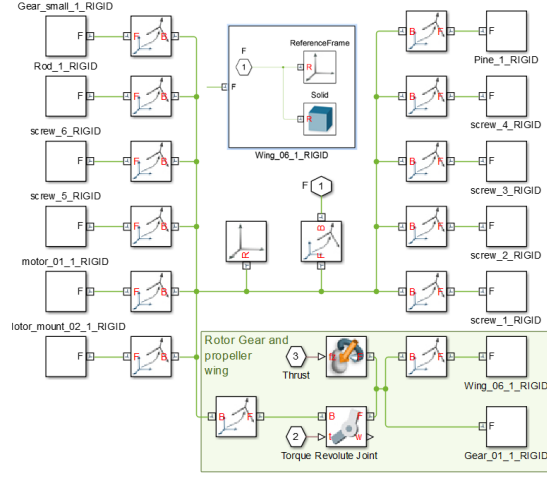 Gear_small_1_RIGID
F
F
B
Rod_1_RIGID
F
F
B
screw_6_RIGID
F
F
B
screw_5_RIGID
F
F
B
motor_01_1_RIGID
F
F
B
lotor_mount_02_1_RIGID
F
F
B
F
1
F
ReferenceFrame
R
Solid
R
Wing_06_1_RIGID
F
1
B
F
R
B
F
F
Pine_1_RIGID
B
F
F
screw_4_RIGID
B
F
F
screw_3_RIGID
B
F
F
screw_2_RIGID
B
F
F
screw_1_RIGID
Rotor Gear and
propeller
wing
3
Thrust
B
F
F
Wing_06_1_RIGID
B
F
B
F
t
w
2
Torque
Revolute Joint
F
Gear_01_1_RIGID